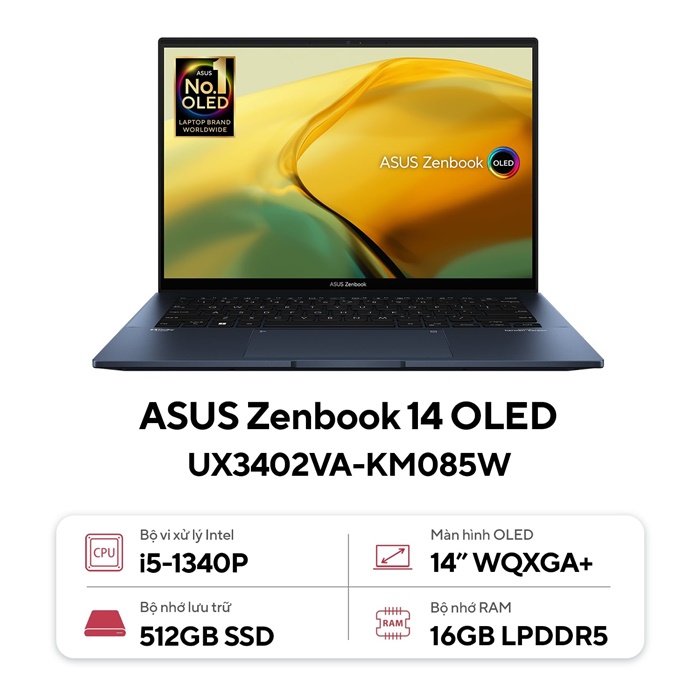 ASUS
No.1
OLED
LAPTOP BRAND
WORLDWIDE
ASUS Zenbook OLED
ASUS Zenbook
ASUS Zenbook 14 OLED
UX3402VA-KM085W
Bộ vi xử lý Intel
CPU
i5-1340P
Màn hình OLED
14” WQXGA+
Bộ nhớ lưu trữ
512GB SSD
Bộ nhớ RAM
RAM
16GB LPDDR5